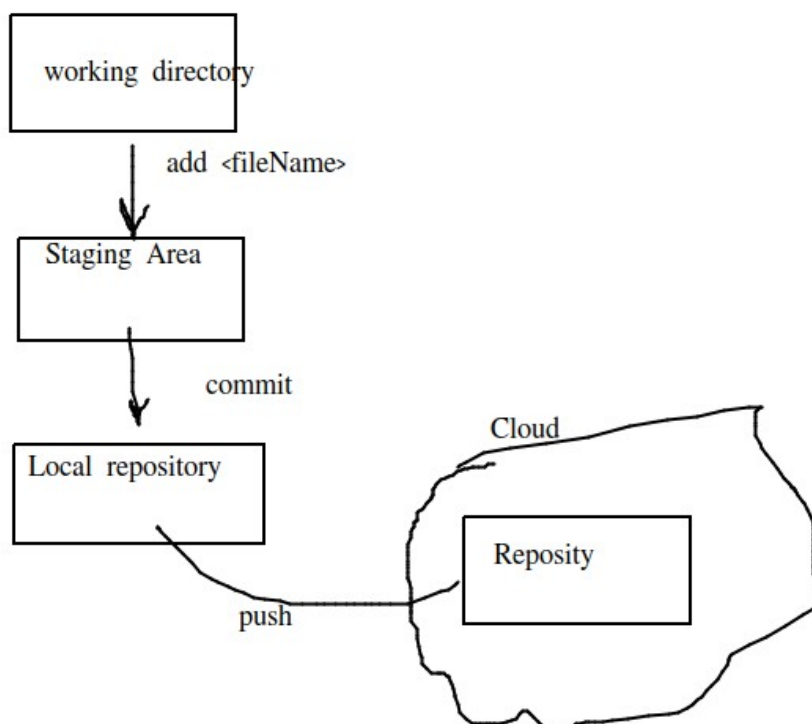 working directory
add <fileName>
Staging Area
commit
Local repository
Cloud
Reposity
push